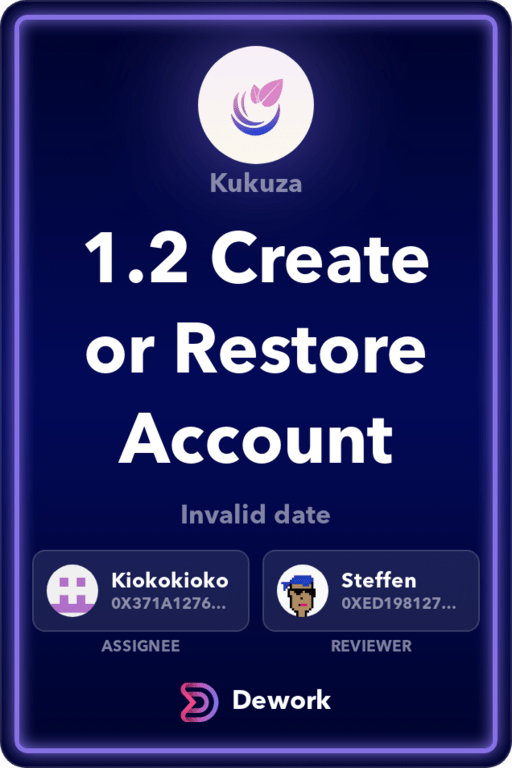 Kukuza
1.2 Create
or Restore
Account
Invalid date
Kiokokioko
0X371A1276...
Steffen
0XED198127...
ASSIGNEE
REVIEWER
Dework